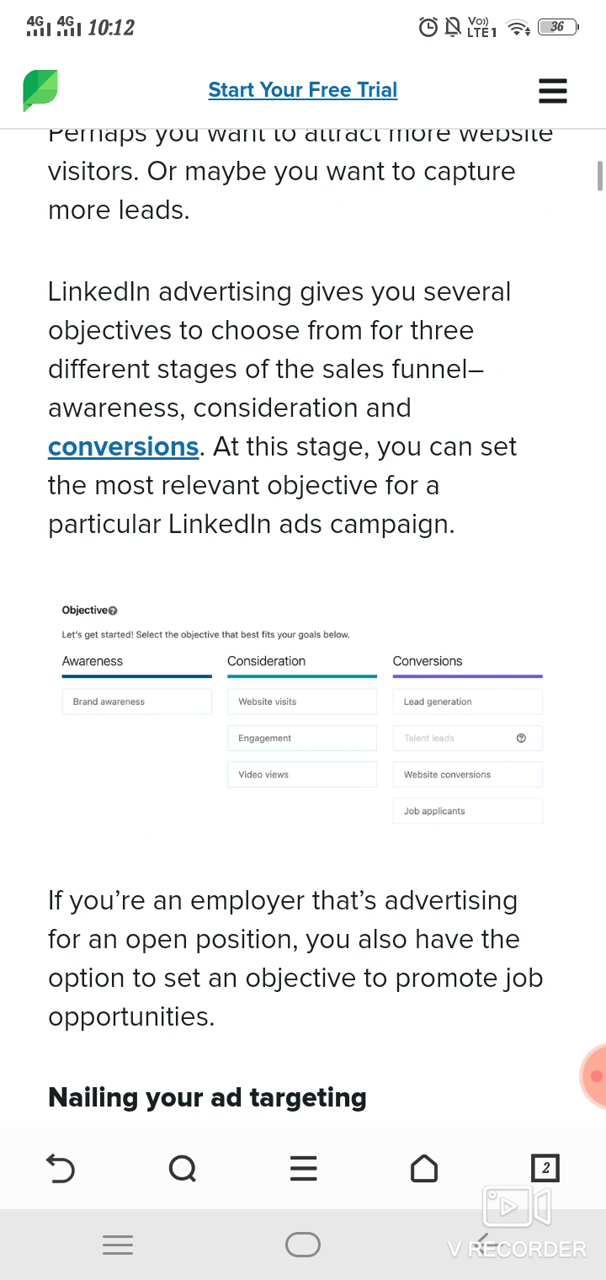 4G 4G 10:12 Vo)) LTE1 36
Start Your Free Trial
Perhaps you want to attract more website
visitors. Or maybe you want to capture
more leads.
LinkedIn advertising gives you several
objectives to choose from for three
different stages of the sales funnel–
awareness, consideration and
conversions. At this stage, you can set
the most relevant objective for a
particular LinkedIn ads campaign.
Objective
Let's get started! Select the objective that best fits your goals below.
Awareness Consideration Conversions
Brand awareness Website visits Lead generation
Engagement Talent leads
Video views Website conversions
Job applicants
If you’re an employer that’s advertising
for an open position, you also have the
option to set an objective to promote job
opportunities.
Nailing your ad targeting
2
V RECORDER